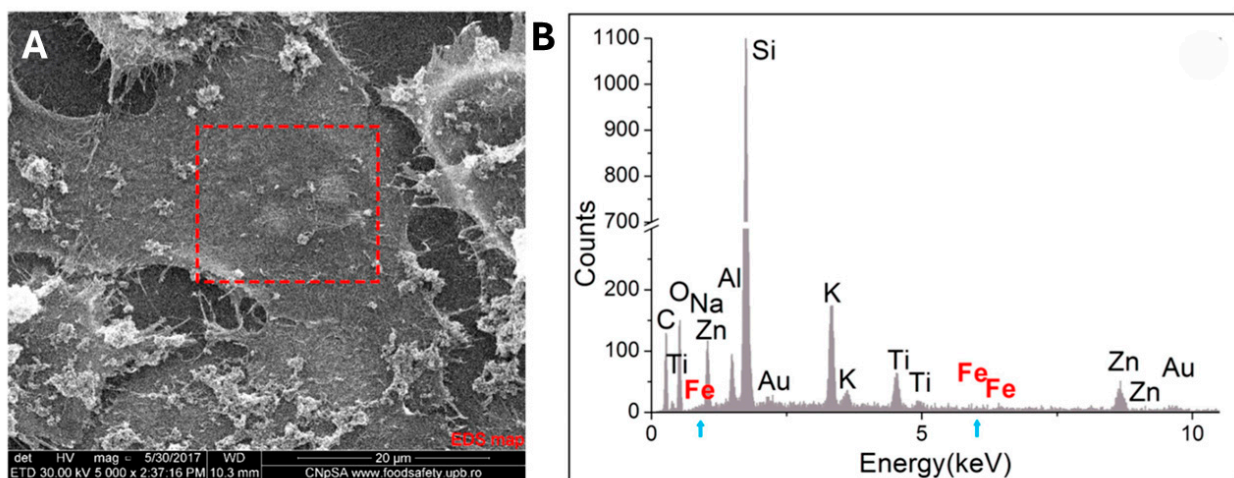 A
EDS map
det HV mag 5/30/2017 WD 20 µm
ETD 30.00 kV 5 000 x 2:37:16 PM 10.3 mm CNpSA www.foodsafety.upb.ro
B
Counts
1100
1000
900
800
700
200
100
0
Si
C
O
Na
Zn
Ti
Fe
Al
Au
K
K
Ti
Ti
Fe
Fe
Zn
Zn
Au
0 5 10
Energy(keV)